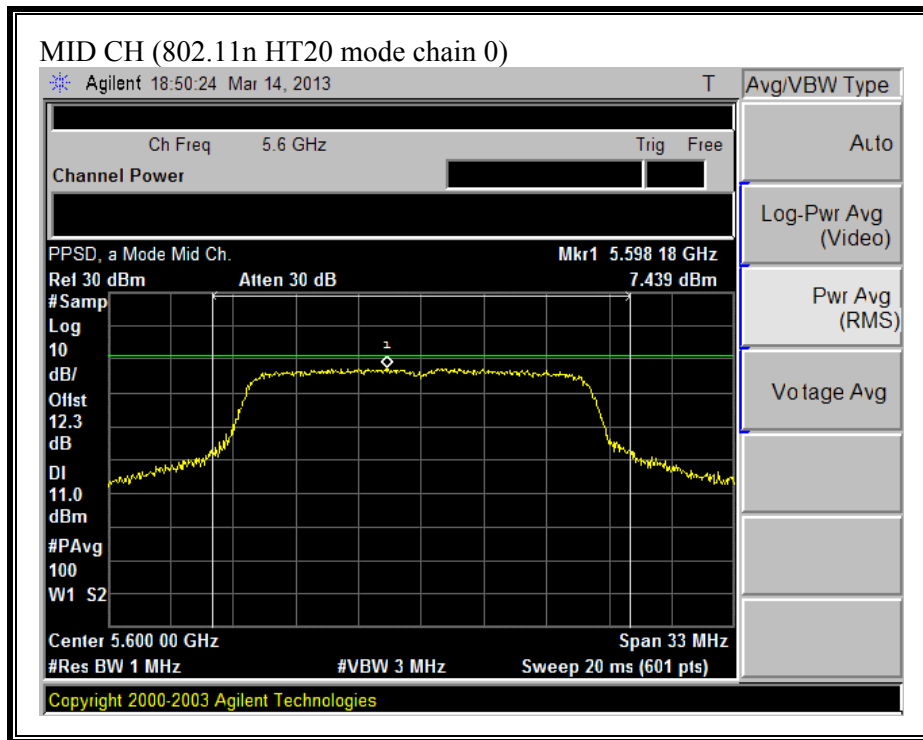 MID CH (802.11n HT20 mode chain 0)
Agilent 18:50:24 Mar 14, 2013 T
Avg/VBW Type
Ch Freq 5.6 GHz Trig Free
Channel Power
Auto
Log-Pwr Avg
(Video)
Pwr Avg
(RMS)
Votage Avg
PPSD, a Mode Mid Ch.
Mkr1 5.598 18 GHz
Ref 30 dBm Atten 30 dB 7.439 dBm
#Samp
Log
10
dB/
Offst
12.3
dB
DI
11.0
dBm
#PAvg
100
W1 S2
1
Center 5.600 00 GHz Span 33 MHz
#Res BW 1 MHz #VBW 3 MHz Sweep 20 ms (601 pts)
Copyright 2000-2003 Agilent Technologies